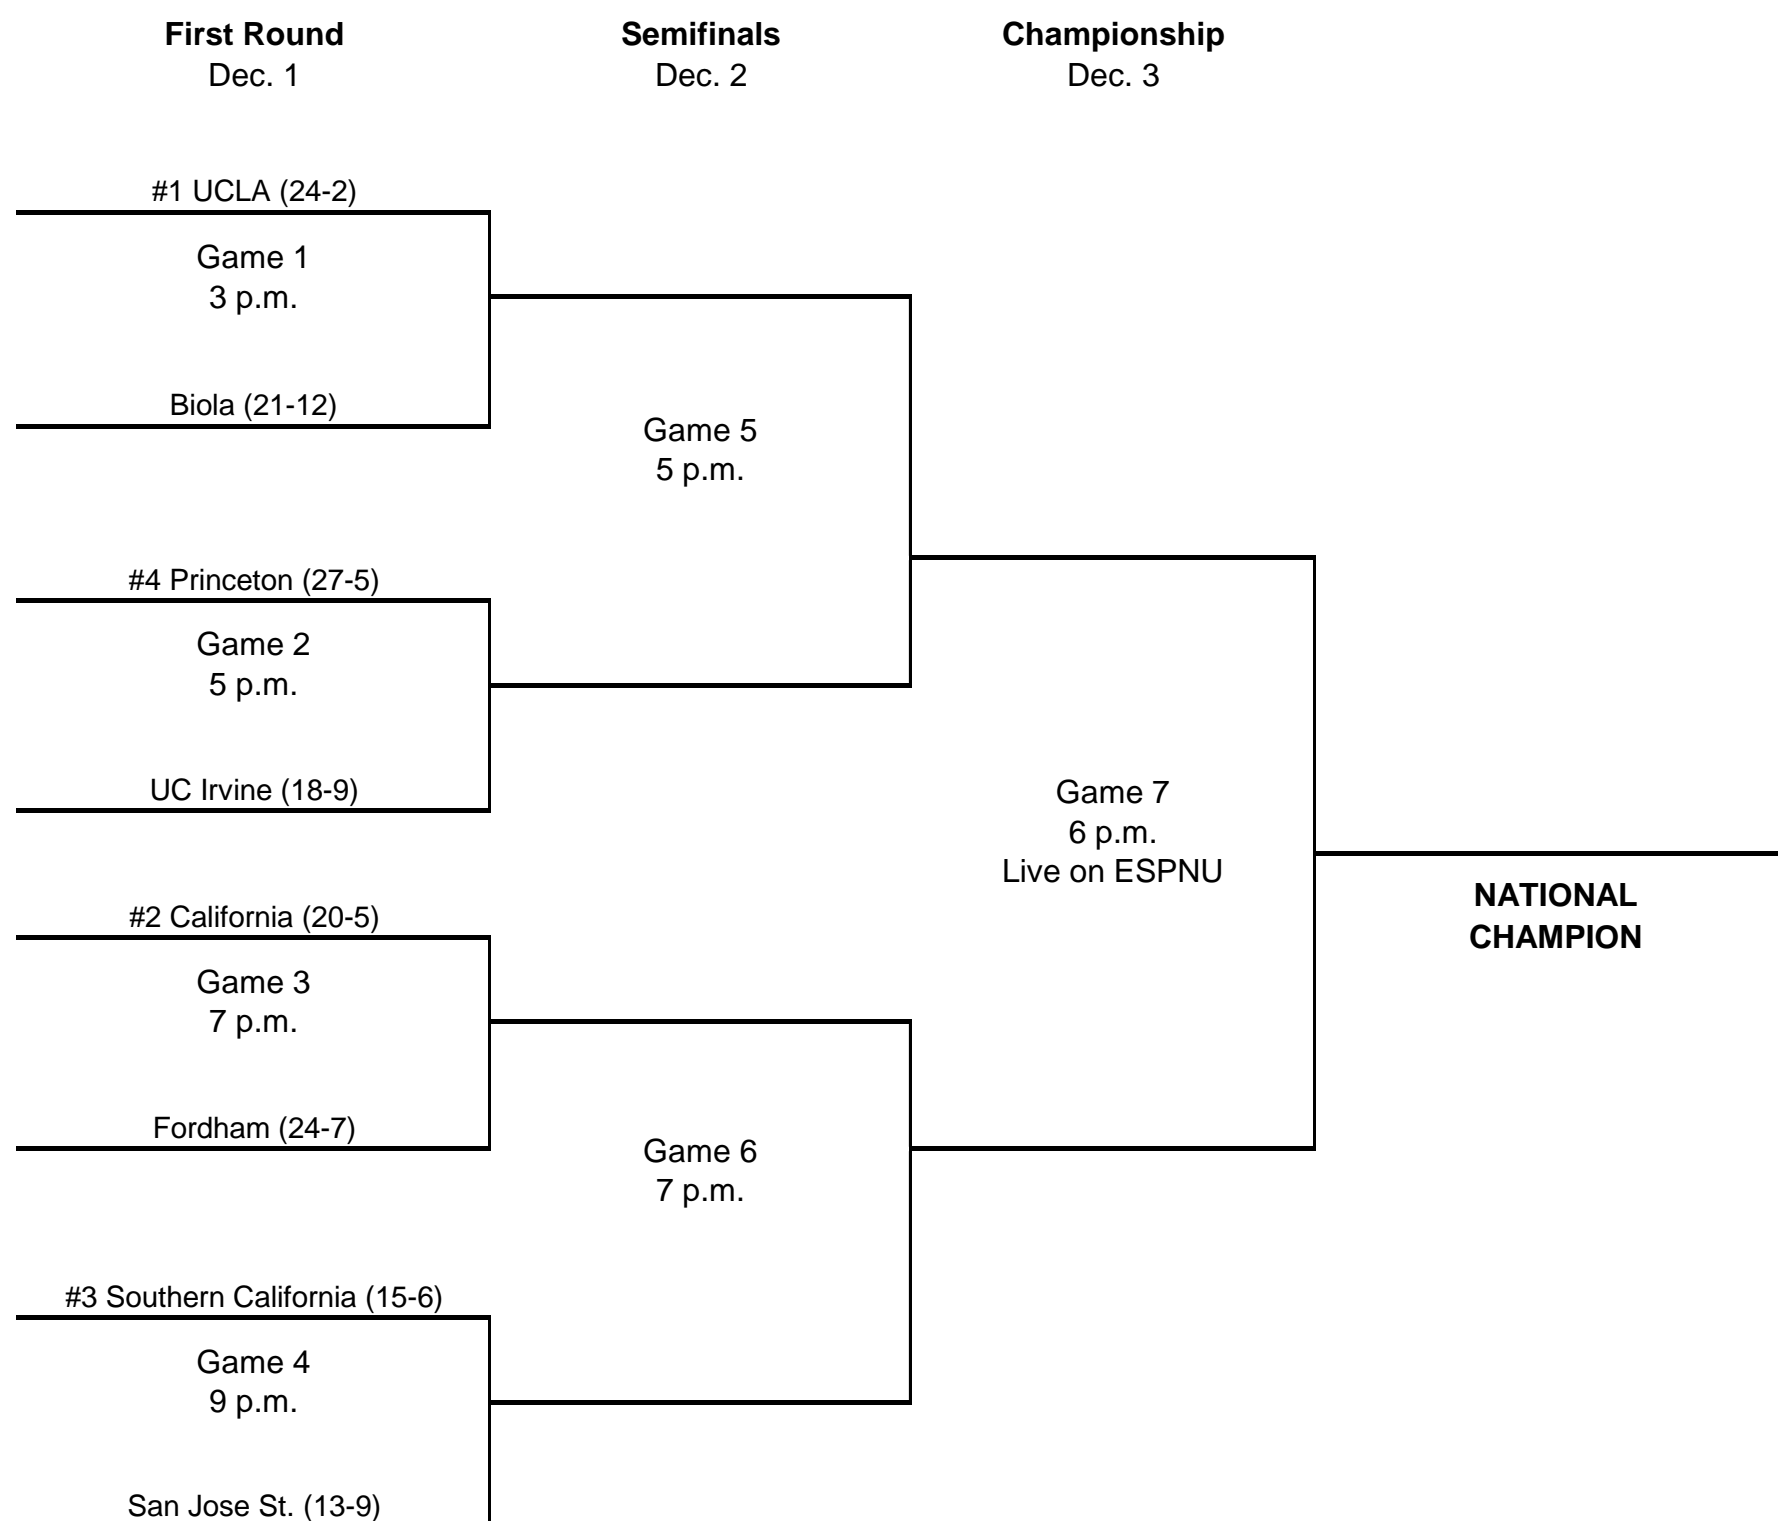 First Round
Dec. 1
Semifinals
Dec. 2
Championship
Dec. 3
#1 UCLA (24-2)
Game 1
3 p.m.
Biola (21-12)
Game 5
5 p.m.
#4 Princeton (27-5)
Game 2
5 p.m.
UC Irvine (18-9)
Game 7
6 p.m.
Live on ESPNU
NATIONAL
CHAMPION
#2 California (20-5)
Game 3
7 p.m.
Fordham (24-7)
Game 6
7 p.m.
#3 Southern California (15-6)
Game 4
9 p.m.
San Jose St. (13-9)